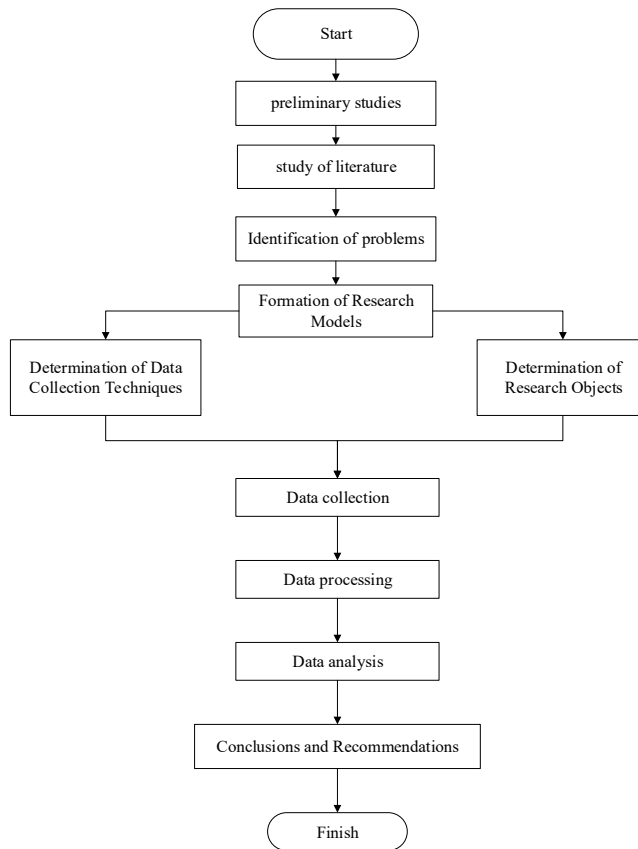 Start
preliminary studies
study of literature
Identification of problems
Formation of Research
Models
Determination of Data
Collection Techniques
Determination of
Research Objects
Data collection
Data processing
Data analysis
Conclusions and Recommendations
Finish